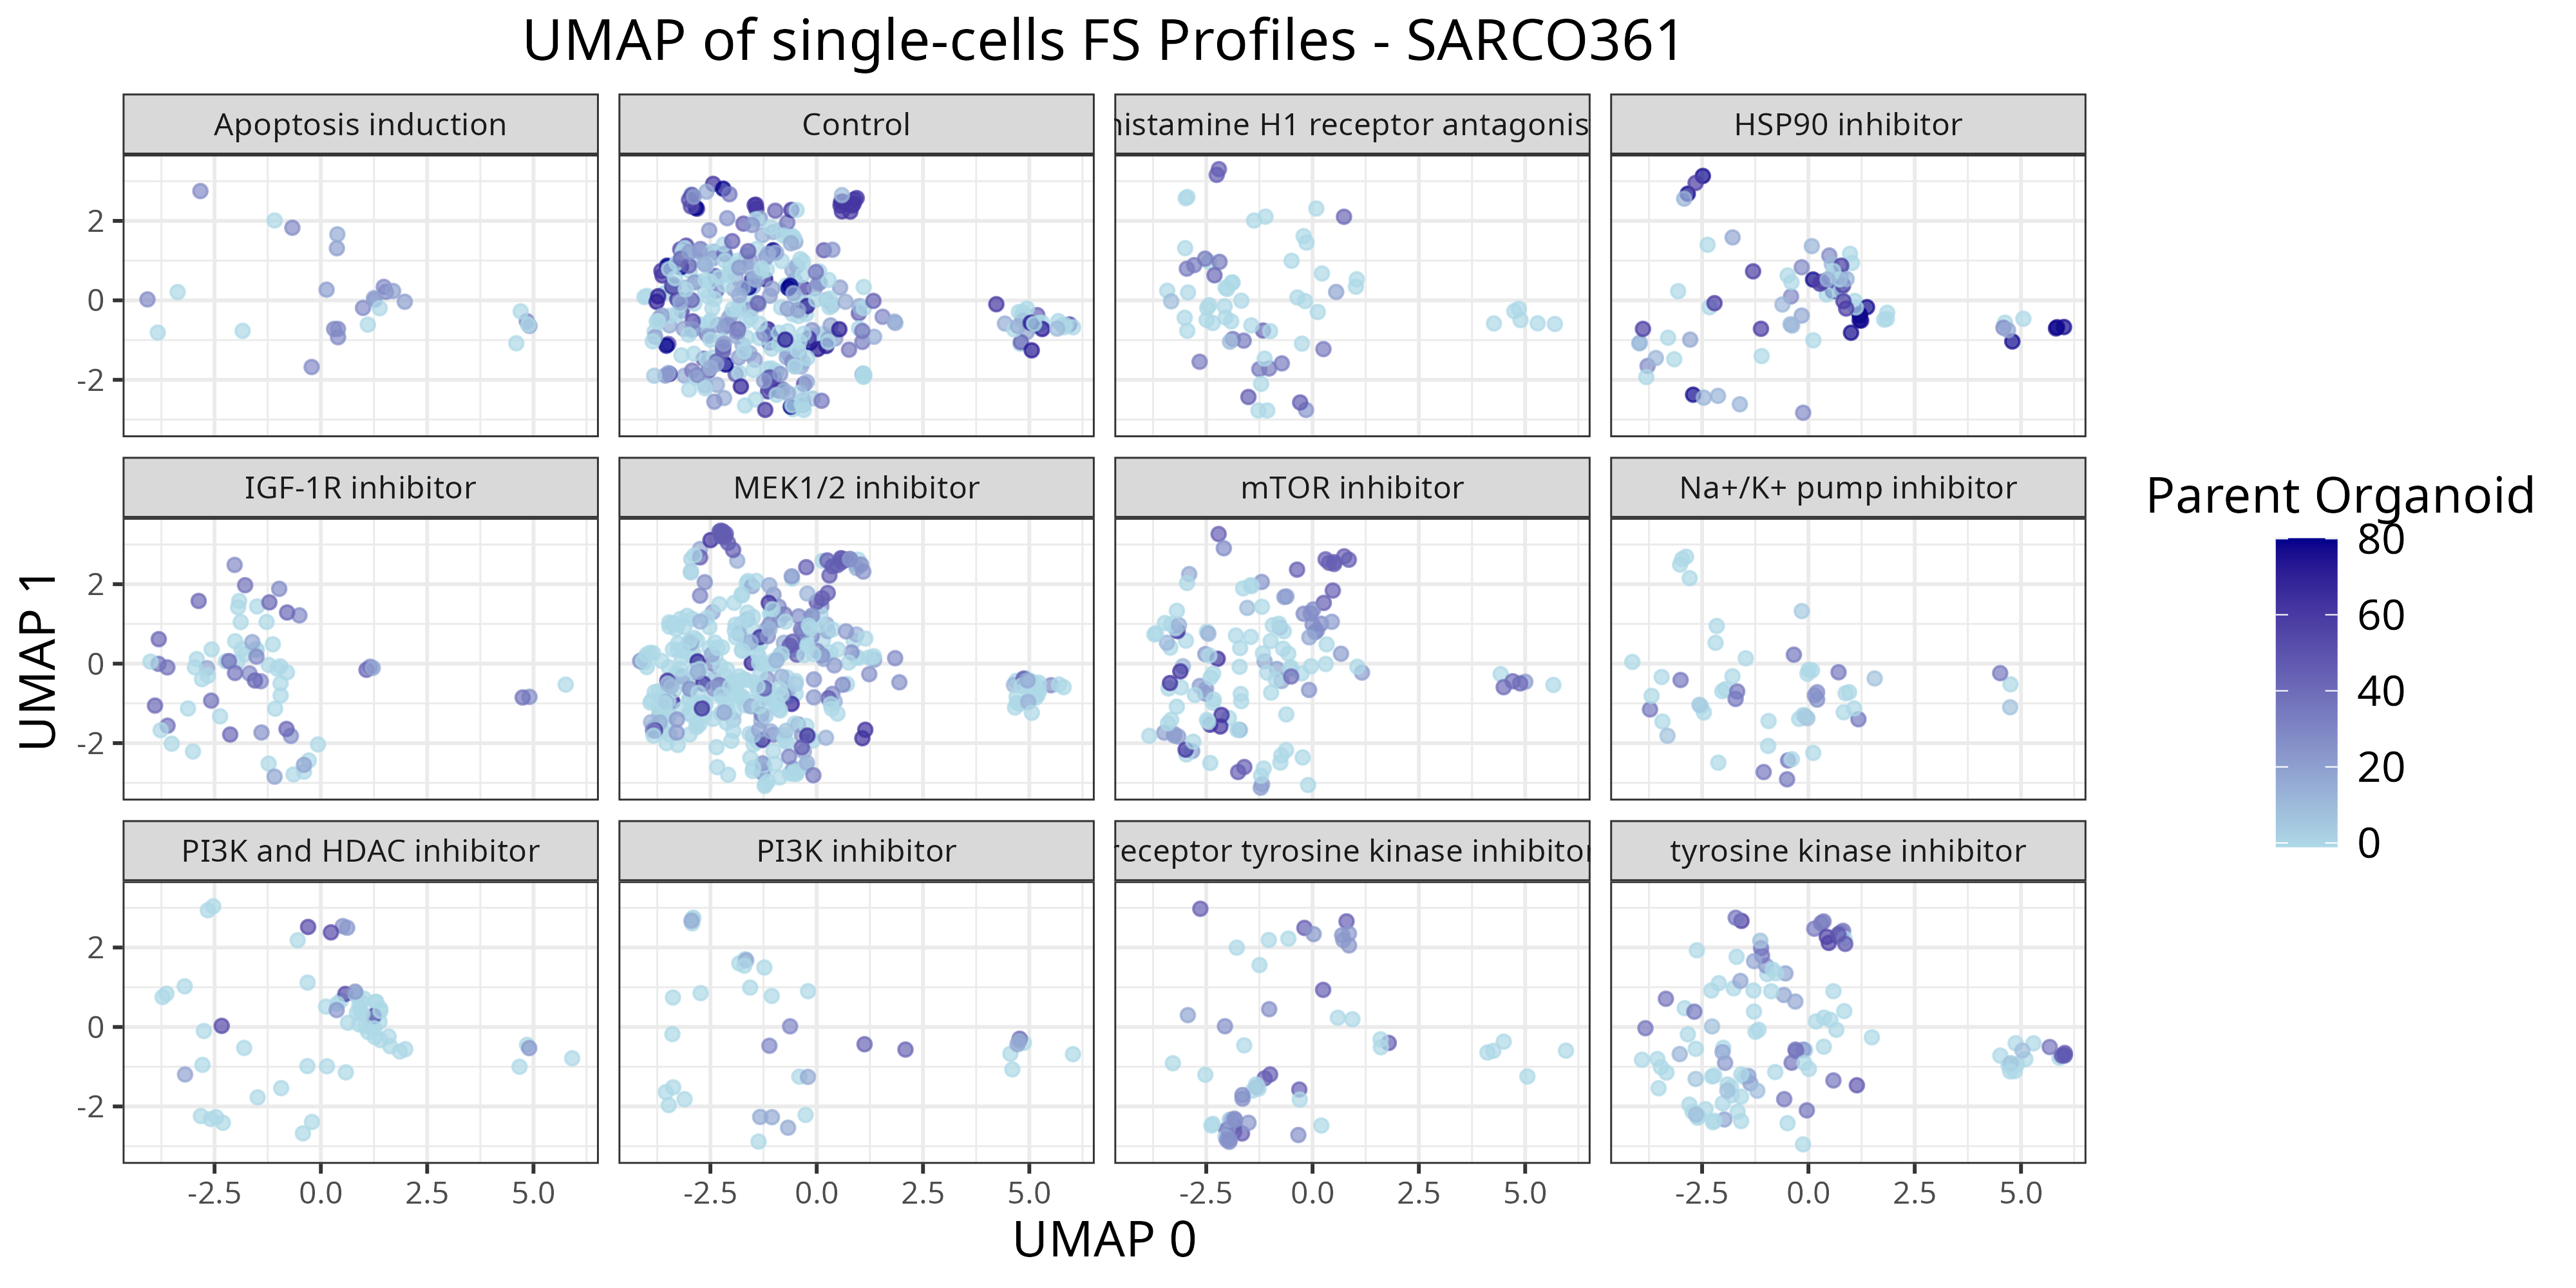 UMAP of single-cells FS Profiles - SARCO361
Apoptosis induction
Control
histamine H1 receptor antagonis
HSP90 inhibitor
2
0
-2
IGF-1R inhibitor
MEK1/2 inhibitor
mTOR inhibitor
Na+/K+ pump inhibitor
2
0
-2
PI3K and HDAC inhibitor
PI3K inhibitor
receptor tyrosine kinase inhibitor
tyrosine kinase inhibitor
2
0
-2
-2.5 0.0 2.5 5.0
-2.5 0.0 2.5 5.0
-2.5 0.0 2.5 5.0
-2.5 0.0 2.5 5.0
UMAP 0
UMAP 1
Parent Organoid
80
60
40
20
0